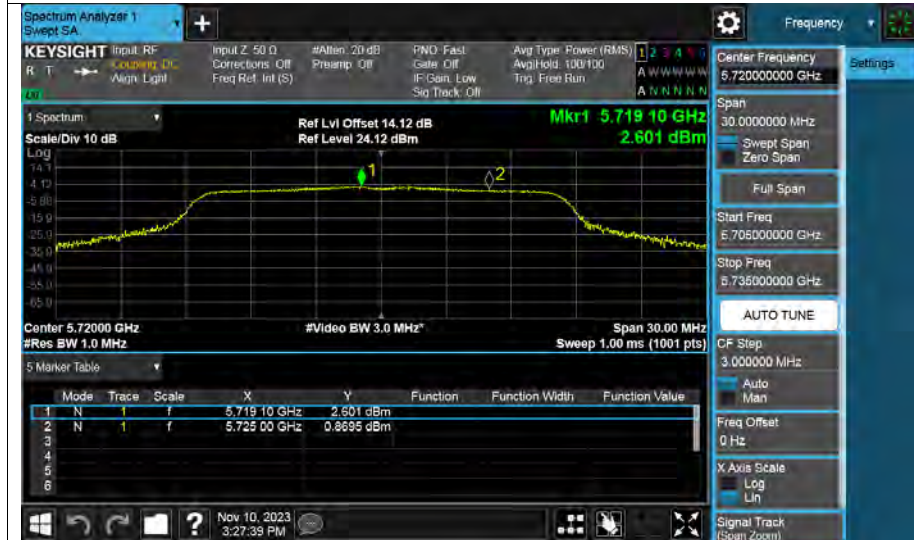 Spectrum Analyzer 1
Swept SA
+
Frequency
KEYSIGHT
R T
Input: RF
Coupling: DC
Align: Light
Input Z: 50 Ω
Corrections: Off
Freq Ref: Int (S)
#Atten: 20 dB
Preamp: Off
PNO: Fast
Gate: Off
IF Gain: Low
Sig Track: Off
Avg Type: Power (RMS)
Avg|Hold: 100/100
Trig: Free Run
1 2 3 4 5 6
A W W W W W
A N N N N N
1 Spectrum
Scale/Div 10 dB
Log
Ref Lvl Offset 14.12 dB
Ref Level 24.12 dBm
Mkr1 5.719 10 GHz
2.601 dBm
14.1
4.12
-5.88
-15.9
-25.9
-35.9
-45.9
-55.9
-65.9
1
2
Center 5.72000 GHz
#Video BW 3.0 MHz*
Span 30.00 MHz
#Res BW 1.0 MHz
Sweep 1.00 ms (1001 pts)
5 Marker Table
Mode Trace Scale X Y Function Function Width Function Value
1 N 1 f 5.719 10 GHz 2.601 dBm
2 N 1 f 5.725 00 GHz 0.8695 dBm
3
4
5
6
Nov 10, 2023
3:27:39 PM
?
Center Frequency
5.720000000 GHz
Settings
Span
30.0000000 MHz
Swept Span
Zero Span
Full Span
Start Freq
5.705000000 GHz
Stop Freq
5.735000000 GHz
AUTO TUNE
CF Step
3.000000 MHz
Auto
Man
Freq Offset
0 Hz
X Axis Scale
Log
Lin
Signal Track
(Span Zoom)